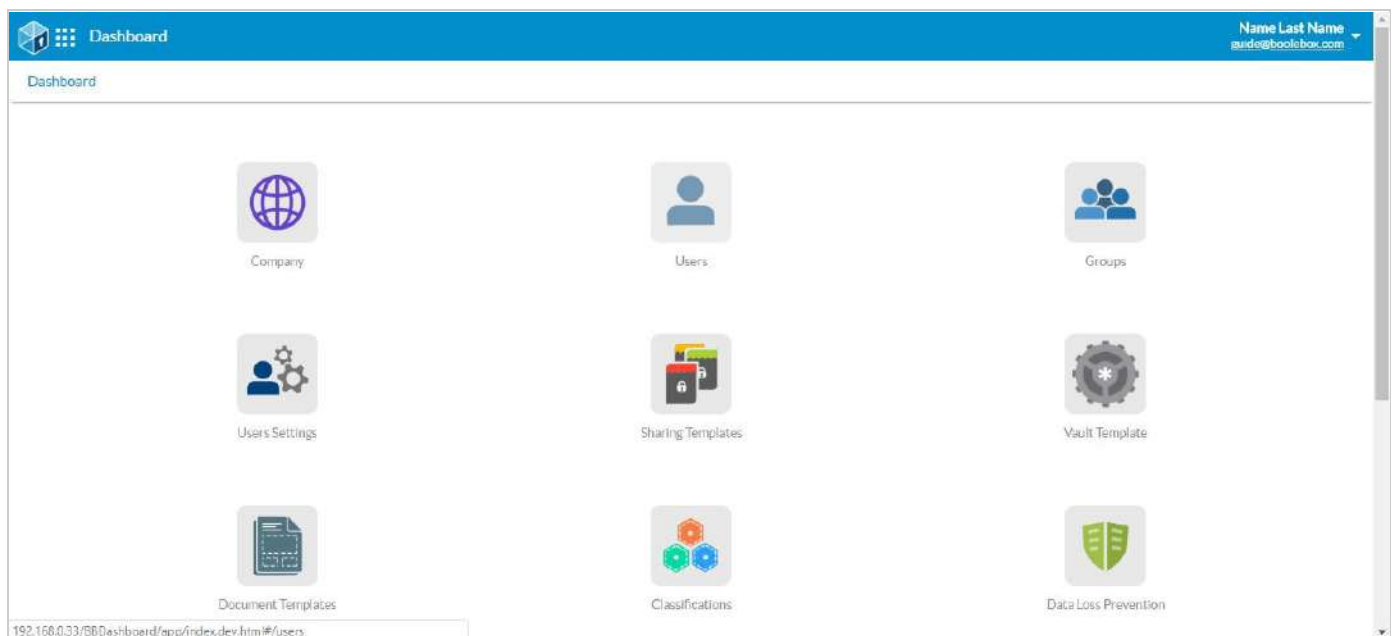 Dashboard
Name Last Name
guide@boolebox.com
Dashboard
Company
Users
Groups
Users Settings
Sharing Templates
Vault Template
Document Templates
Classifications
Data Loss Prevention
192.168.0.33/BBDashboard/app/index.dev.html#/users